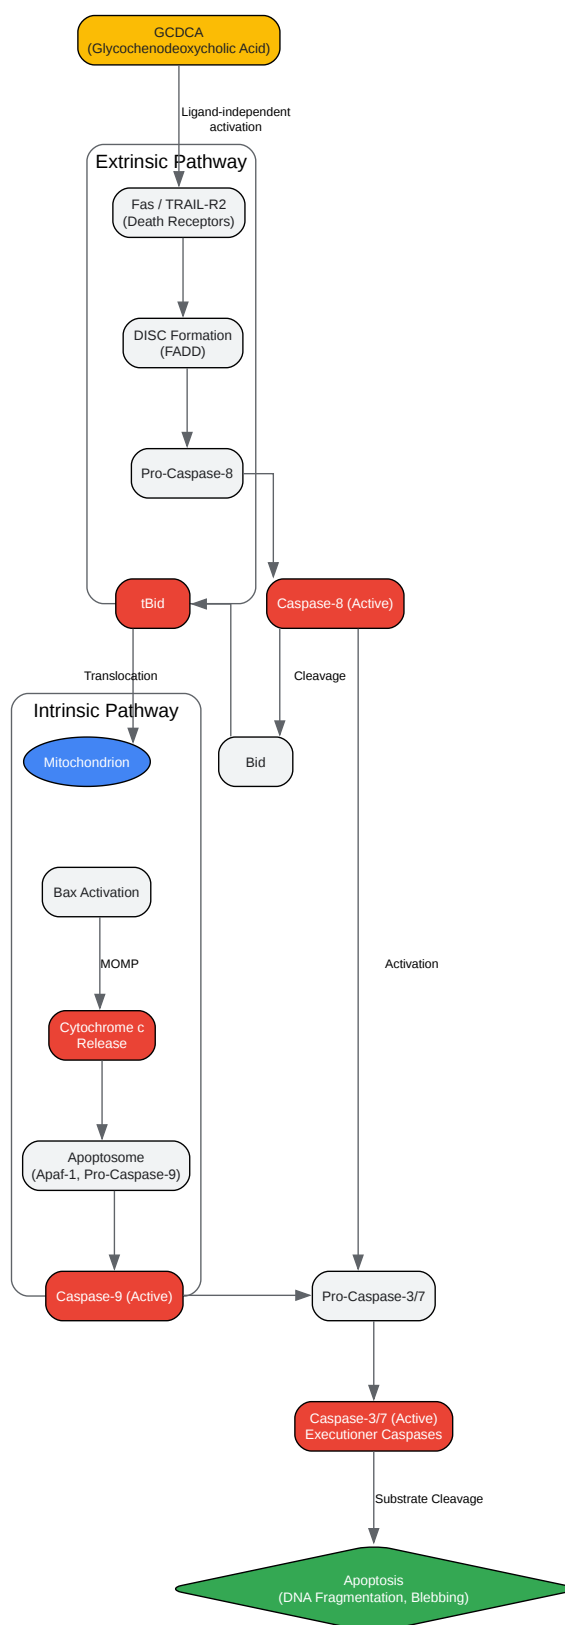 GCDCA
(Glycochenodeoxycholic Acid)
Ligand-independent
activation
Extrinsic Pathway
Fas / TRAIL-R2
(Death Receptors)
DISC Formation
(FADD)
Pro-Caspase-8
tBid
Caspase-8 (Active)
Translocation
Cleavage
Intrinsic Pathway
Mitochondrion
Bid
Bax Activation
MOMP
Activation
Cytochrome c
Release
Apoptosome
(Apaf-1, Pro-Caspase-9)
Caspase-9 (Active)
Pro-Caspase-3/7
Caspase-3/7 (Active)
Executioner Caspases
Substrate Cleavage
Apoptosis
(DNA Fragmentation, Blebbing)